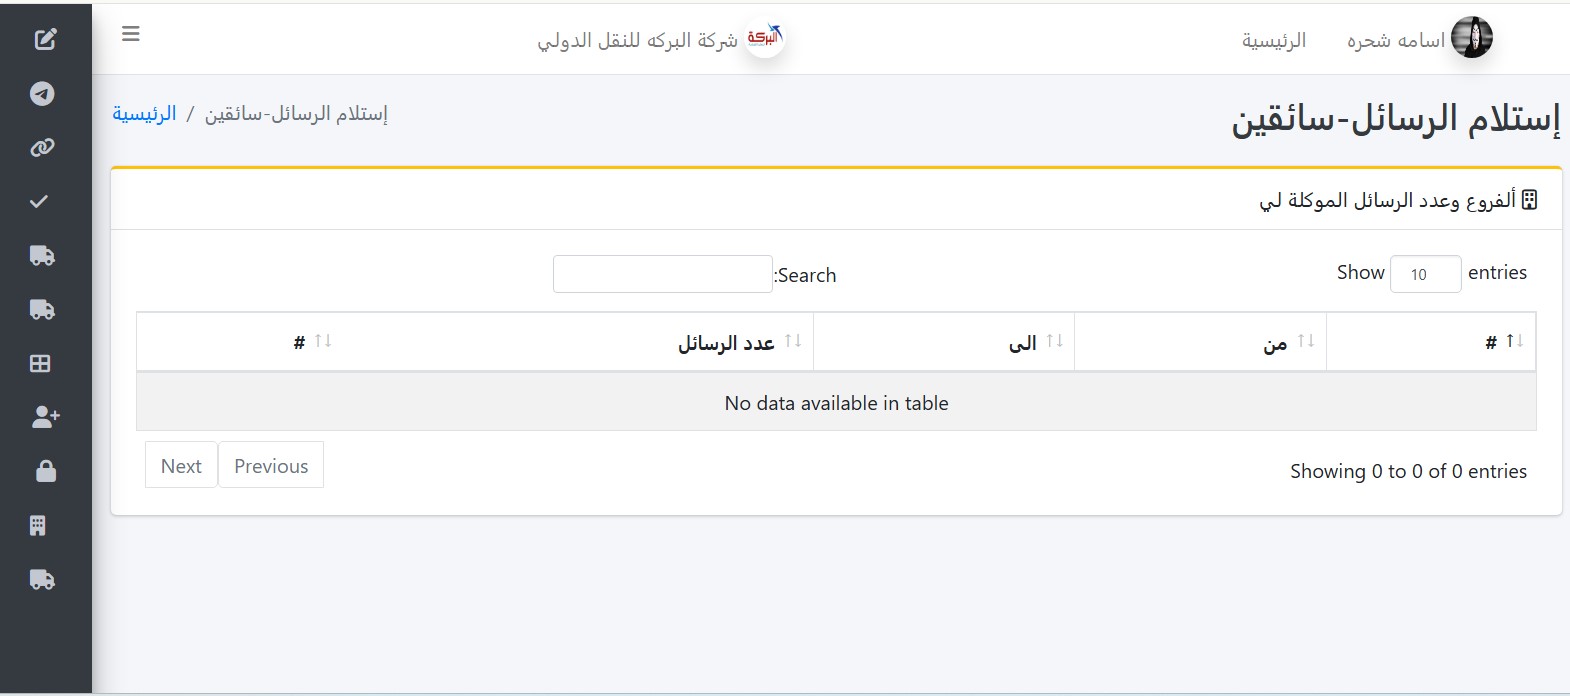 اسامه شحره
الرئيسية
البركة
شركة البركه للنقل الدولي
إستلام الرسائل-سائقين
الرئيسية / إستلام الرسائل-سائقين
ألفروع وعدد الرسائل الموكلة لي
Show 10 entries
Search:
# من الى عدد الرسائل #
No data available in table
Showing 0 to 0 of 0 entries
Previous Next